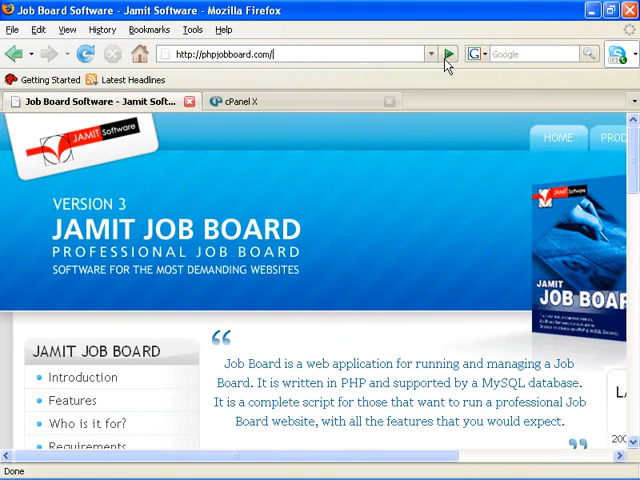 Job Board Software - Jamit Software - Mozilla Firefox
File Edit View History Bookmarks Tools Help
http://phpjobboard.com/
G Google
Getting Started Latest Headlines
Job Board Software - Jamit Soft... cP cPanel X
JAMIT Software
HOME PROD
VERSION 3
JAMIT JOB BOARD
PROFESSIONAL JOB BOARD
SOFTWARE FOR THE MOST DEMANDING WEBSITES
JAMIT Software
JAMIT
JOB BOAR
JAMIT JOB BOARD
Introduction
Features
Who is it for?
Requirements
“
Job Board is a web application for running and managing a Job
Board. It is written in PHP and supported by a MySQL database.
It is a complete script for those that want to run a professional Job
Board website, with all the features that you would expect.
”
LA
200
Done